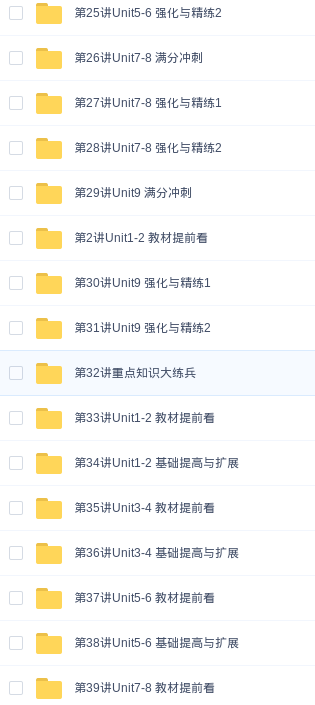 第25讲Unit5-6 强化与精练2
第26讲Unit7-8 满分冲刺
第27讲Unit7-8 强化与精练1
第28讲Unit7-8 强化与精练2
第29讲Unit9 满分冲刺
第2讲Unit1-2 教材提前看
第30讲Unit9 强化与精练1
第31讲Unit9 强化与精练2
第32讲重点知识大练兵
第33讲Unit1-2 教材提前看
第34讲Unit1-2 基础提高与扩展
第35讲Unit3-4 教材提前看
第36讲Unit3-4 基础提高与扩展
第37讲Unit5-6 教材提前看
第38讲Unit5-6 基础提高与扩展
第39讲Unit7-8 教材提前看